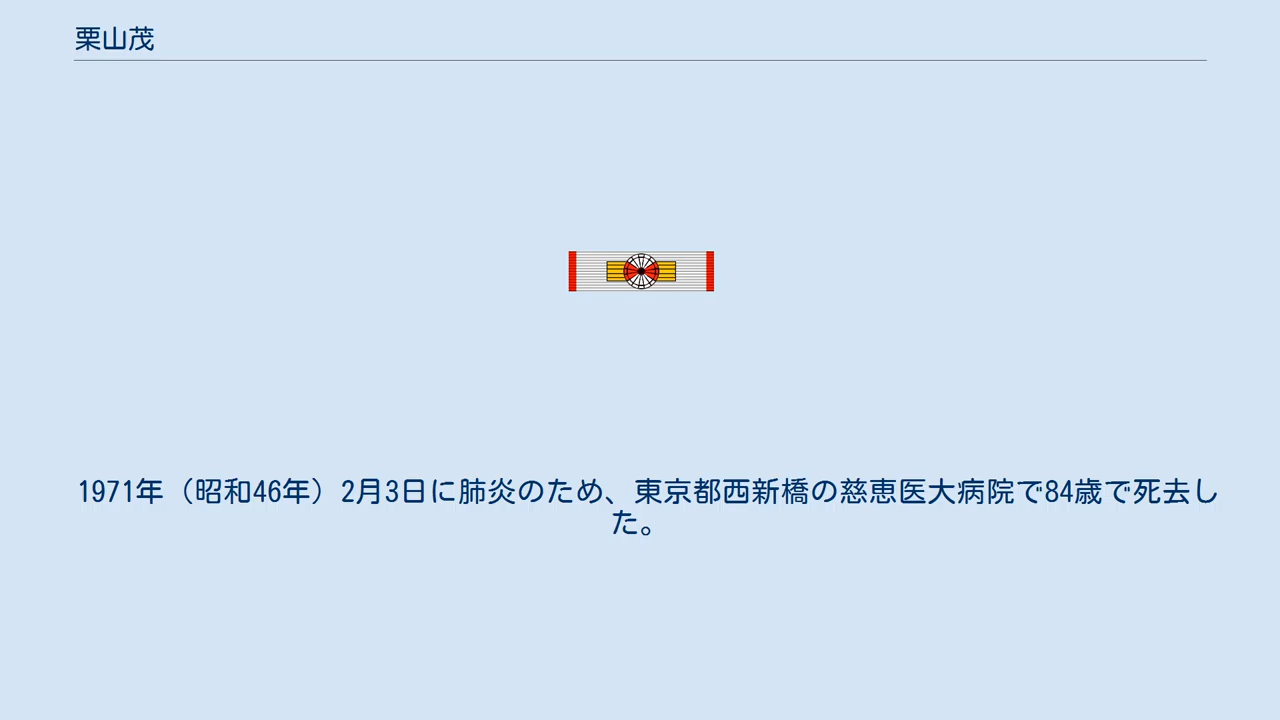 栗山茂
1971年（昭和46年）2月3日に肺炎のため、東京都西新橋の慈恵医大病院で84歳で死去し
た。